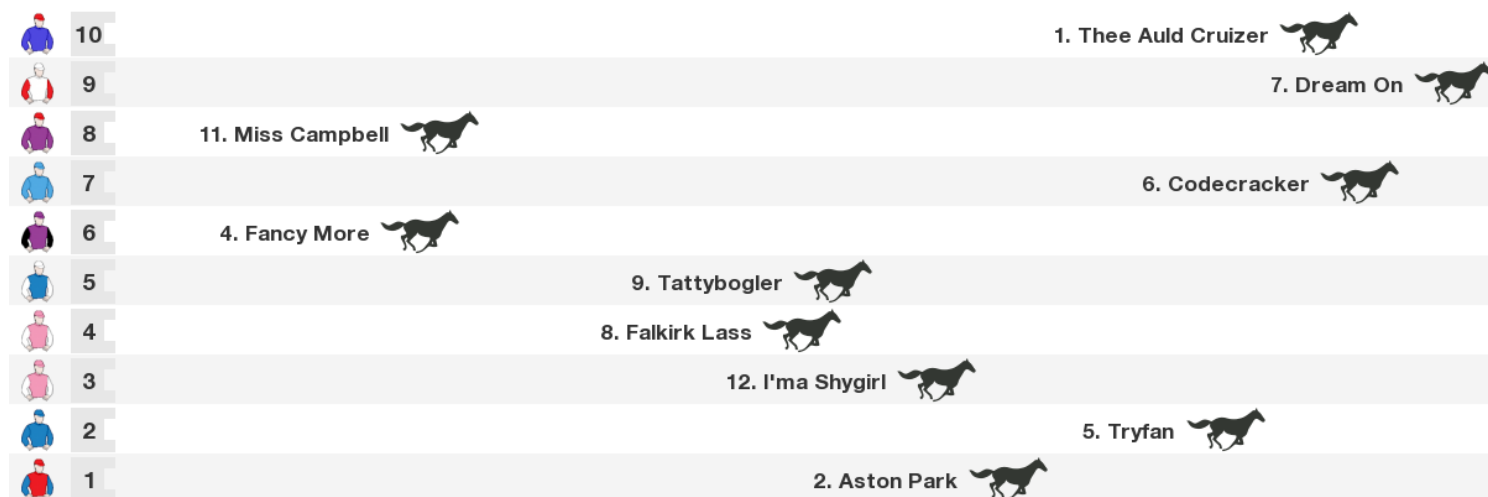 10 1. Thee Auld Cruizer
9 7. Dream On
8 11. Miss Campbell
7 6. Codecracker
6 4. Fancy More
5 9. Tattybogler
4 8. Falkirk Lass
3 12. I'ma Shygirl
2 5. Tryfan
1 2. Aston Park